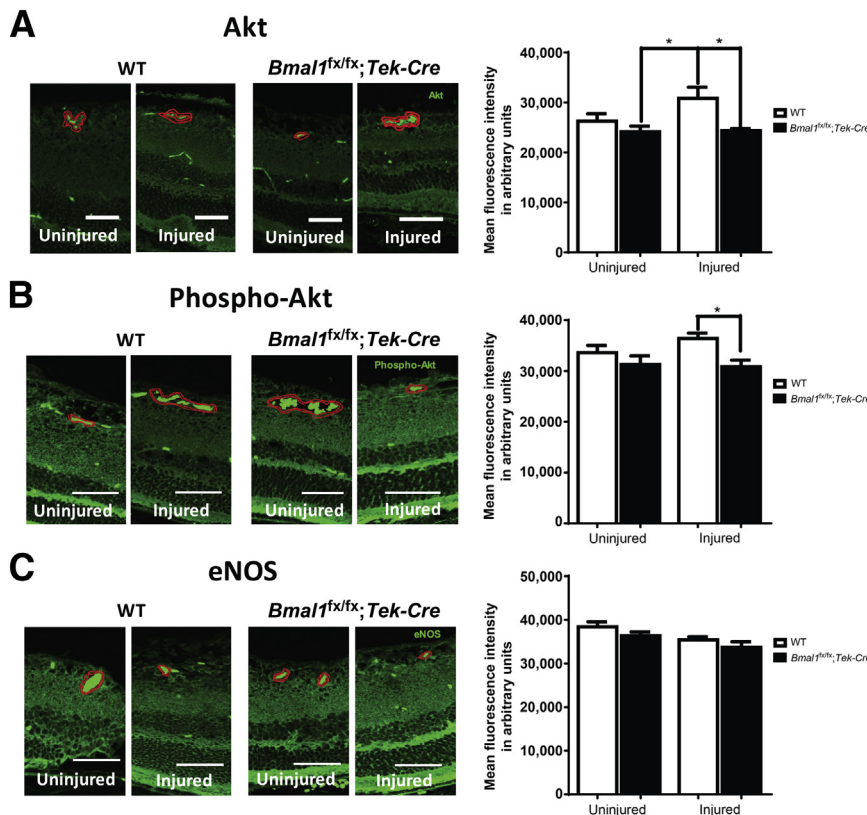 A
Akt
WT
Bmal1fx/fx;Tek-Cre
Akt
Uninjured
Injured
Uninjured
Injured
Mean fluorescence intensity
in arbitrary units
40,000
30,000
20,000
10,000
0
*
*
Uninjured
Injured
WT
Bmal1fx/fx;Tek-Cre
B
Phospho-Akt
WT
Bmal1fx/fx;Tek-Cre
Phospho-Akt
Uninjured
Injured
Uninjured
Injured
Mean fluorescence intensity
in arbitrary units
40,000
30,000
20,000
10,000
0
*
Uninjured
Injured
WT
Bmal1fx/fx;Tek-Cre
C
eNOS
WT
Bmal1fx/fx;Tek-Cre
eNOS
Uninjured
Injured
Uninjured
Injured
Mean fluorescence intensity
in arbitrary units
50,000
40,000
30,000
20,000
10,000
0
Uninjured
Injured
WT
Bmal1fx/fx;Tek-Cre